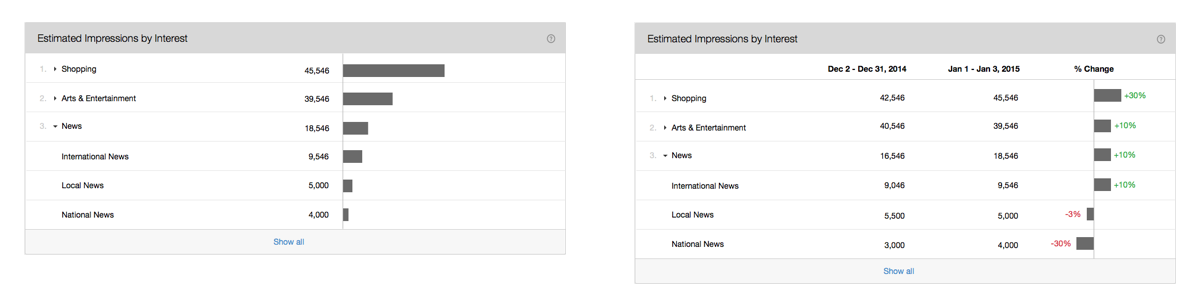 Estimated Impressions by Interest ?
1. Shopping 45,546
2. Arts & Entertainment 39,546
3. News 18,546
International News 9,546
Local News 5,000
National News 4,000
Show all
Estimated Impressions by Interest ?
Dec 2 - Dec 31, 2014 Jan 1 - Jan 3, 2015 % Change
1. Shopping 42,546 45,546 +30%
2. Arts & Entertainment 40,546 39,546 +10%
3. News 16,546 18,546 +10%
International News 9,046 9,546 +10%
Local News 5,500 5,000 -3%
National News 3,000 4,000 -30%
Show all